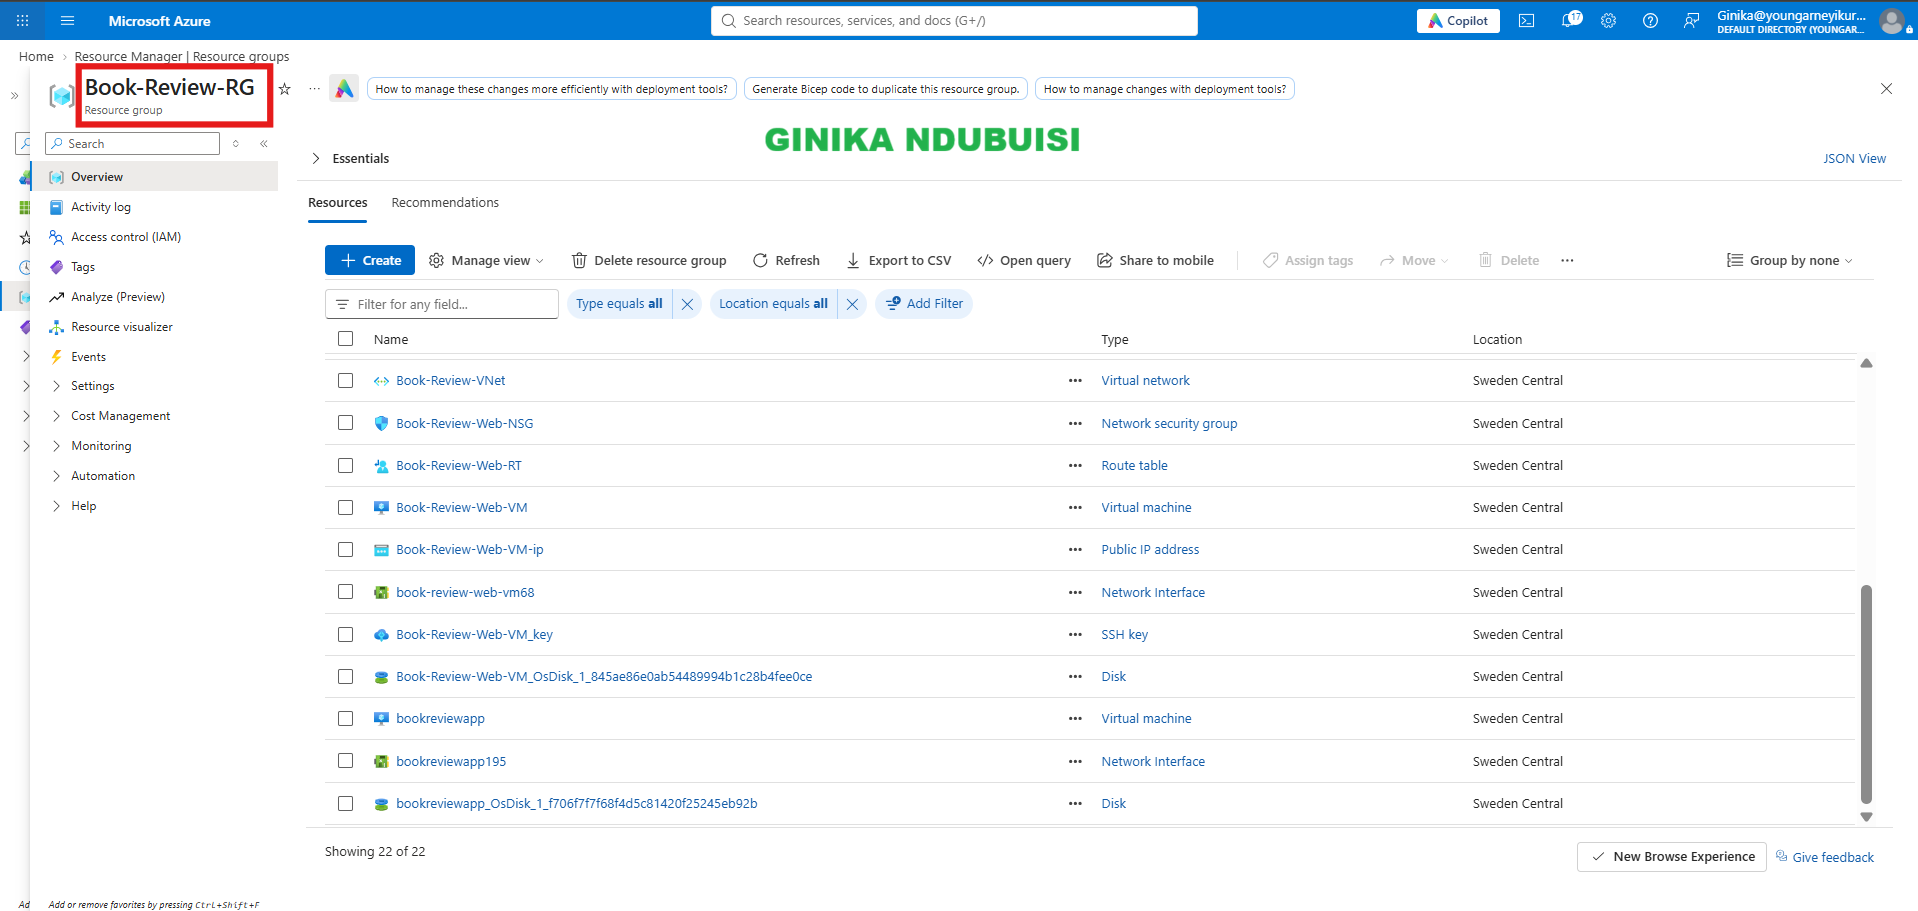 Microsoft Azure
Search resources, services, and docs (G+/)
Copilot
17
Ginika@youngarneyikur...
DEFAULT DIRECTORY (YOUNGAR...
Home > Resource Manager | Resource groups
Book-Review-RG
Resource group
How to manage these changes more efficiently with deployment tools?
Generate Bicep code to duplicate this resource group.
How to manage changes with deployment tools?
GINIKA NDUBUISI
Search
Essentials
JSON View
Overview
Activity log
Access control (IAM)
Tags
Analyze (Preview)
Resource visualizer
Events
Settings
Cost Management
Monitoring
Automation
Help
Resources
Recommendations
Create
Manage view
Delete resource group
Refresh
Export to CSV
Open query
Share to mobile
Assign tags
Move
Delete
Group by none
Filter for any field...
Type equals all
Location equals all
Add Filter
Name Type Location
Book-Review-VNet Virtual network Sweden Central
Book-Review-Web-NSG Network security group Sweden Central
Book-Review-Web-RT Route table Sweden Central
Book-Review-Web-VM Virtual machine Sweden Central
Book-Review-Web-VM-ip Public IP address Sweden Central
book-review-web-vm68 Network Interface Sweden Central
Book-Review-Web-VM_key SSH key Sweden Central
Book-Review-Web-VM_OsDisk_1_845ae86e0ab54489994b1c28b4fee0ce Disk Sweden Central
bookreviewapp Virtual machine Sweden Central
bookreviewapp195 Network Interface Sweden Central
bookreviewapp_OsDisk_1_f706f7f7f68f4d5c81420f25245eb92b Disk Sweden Central
Showing 22 of 22
New Browse Experience
Give feedback
Ad
Add or remove favorites by pressing Ctrl+Shift+F